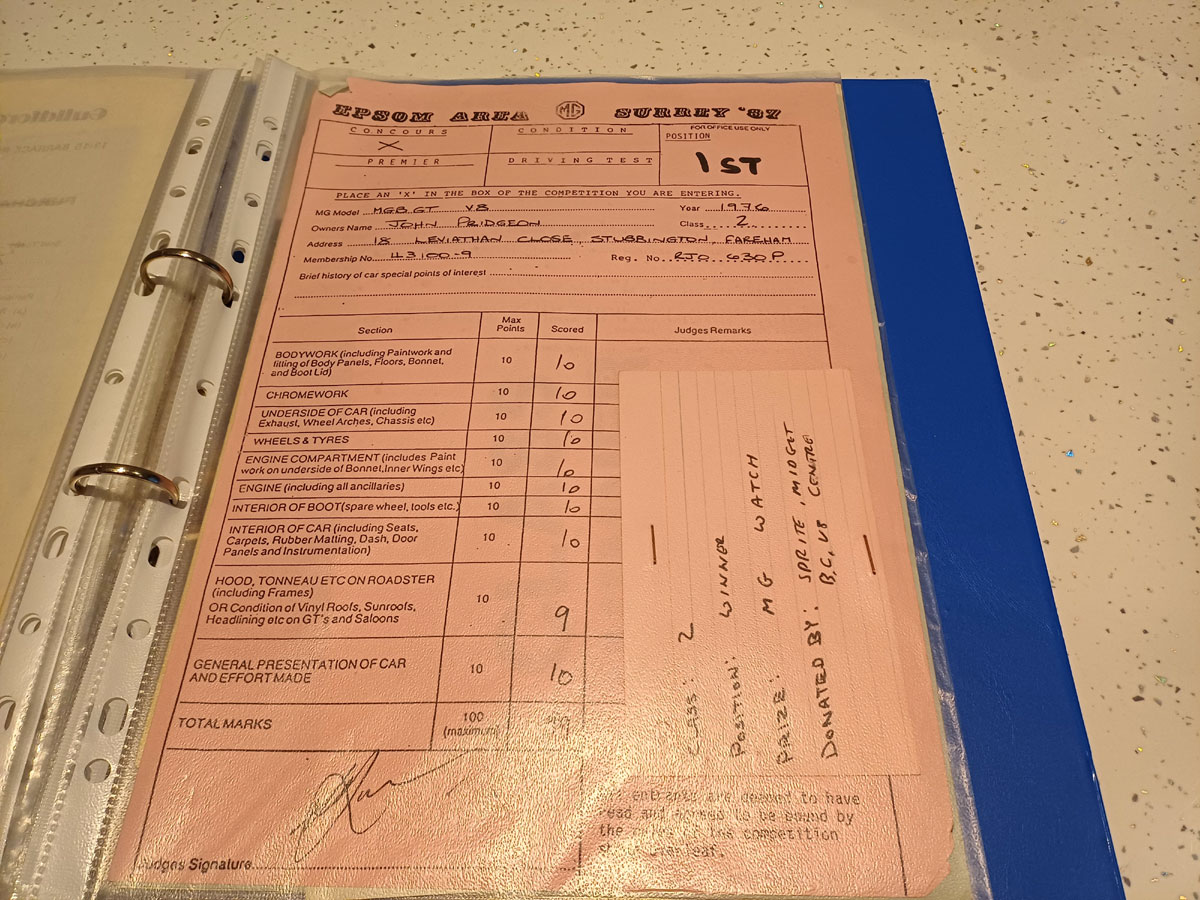 EPSOM AREA MG SURREY '87
CONCOURS
X
CONDITION
FOR OFFICE USE ONLY
POSITION
1ST
PREMIER
DRIVING TEST
PLACE AN 'X' IN THE BOX OF THE COMPETITION YOU ARE ENTERING.
MG Model MGB GT V8 Year 1976
Owners Name JOHN PRIDGEON Class 2
Address 18 LEVIATHAN CLOSE, STUBBINGTON, FAREHAM
Membership No 43100-9 Reg. No. RJO 630P
Brief history of car special points of interest
Section Max Points Scored Judges Remarks
BODYWORK (including Paintwork and
fitting of Body Panels, Floors, Bonnet,
and Boot Lid) 10 10
CHROMEWORK 10 10
UNDERSIDE OF CAR (including
Exhaust, Wheel Arches, Chassis etc) 10 10
WHEELS & TYRES 10 10
ENGINE COMPARTMENT (includes Paint
work on underside of Bonnet, Inner Wings etc) 10 10
ENGINE (including all ancillaries) 10 10
INTERIOR OF BOOT (spare wheel, tools etc.) 10 10
INTERIOR OF CAR (including Seats,
Carpets, Rubber Matting, Dash, Door
Panels and Instrumentation) 10 10
HOOD, TONNEAU ETC ON ROADSTER
(including Frames)
OR Condition of Vinyl Roofs, Sunroofs,
Headlining etc on GT's and Saloons 10 9
GENERAL PRESENTATION OF CAR
AND EFFORT MADE 10 10
TOTAL MARKS 100
(maximum)
Judges Signature
entrants are deemed to have
read and agreed to be bound by
the rules of the competition
overleaf.
CLASS: 2
POSITION: WINNER
PRIZE: MG WATCH
DONATED BY: SPRITE, MIDGET
B, C, V8 CENTRE